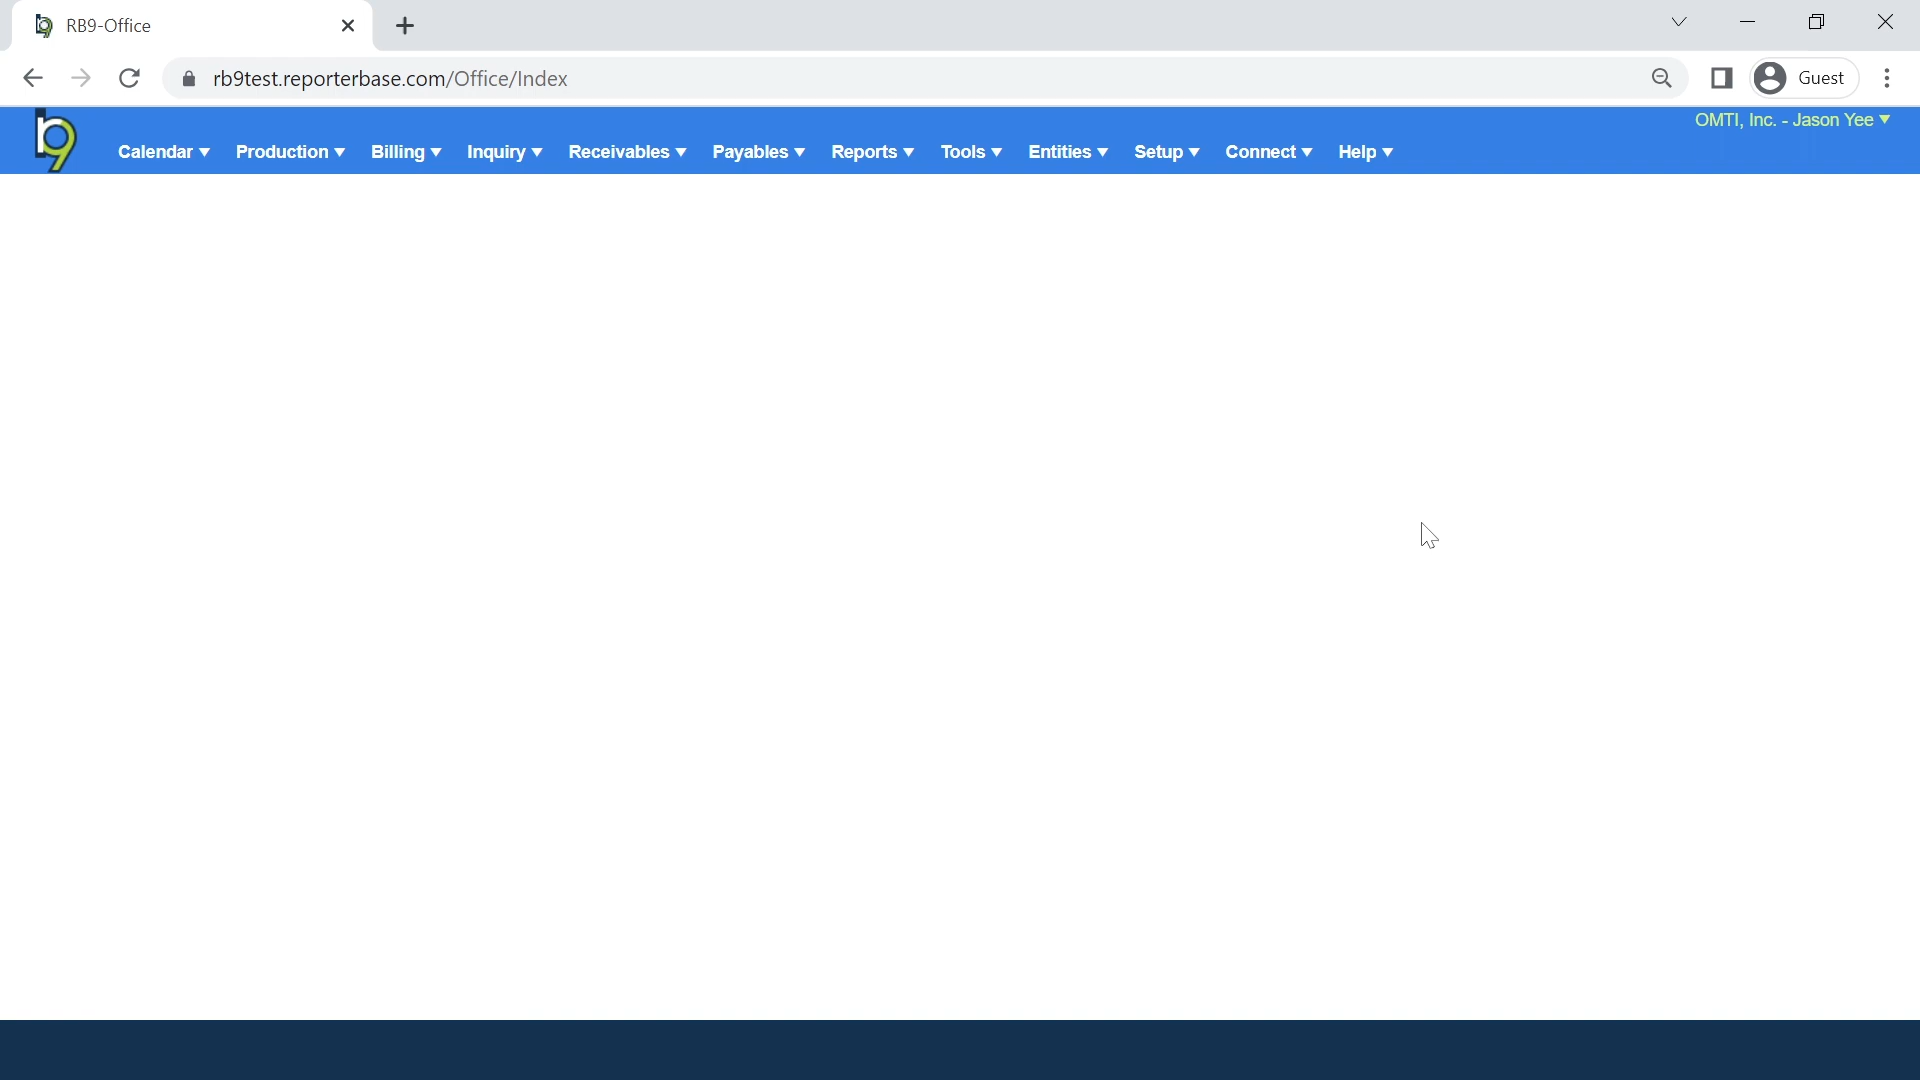 RB9-Office
rb9test.reporterbase.com/Office/Index
Guest
b9
OMTI, Inc. - Jason Yee
Calendar Production Billing Inquiry Receivables Payables Reports Tools Entities Setup Connect Help